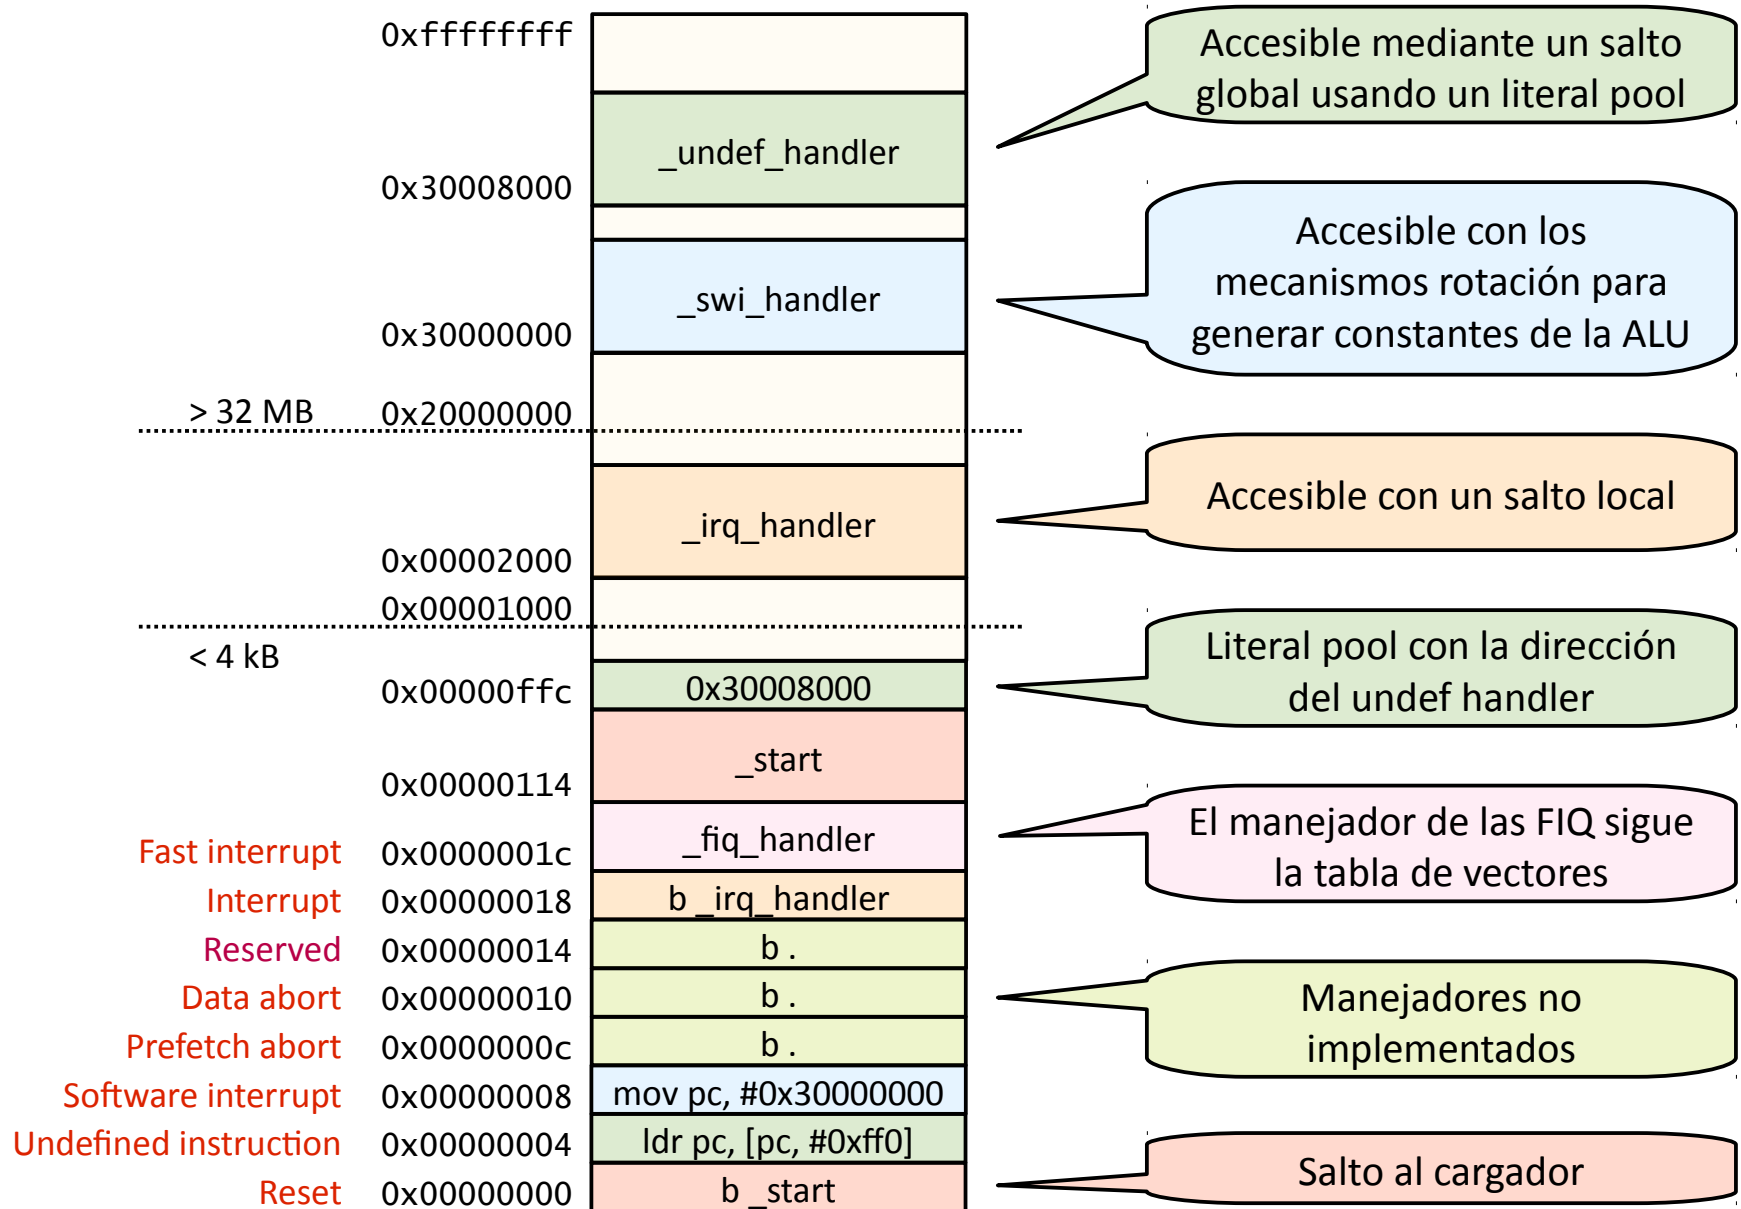 0xffffffff
Accesible mediante un salto
global usando un literal pool
_undef_handler
0x30008000
Accesible con los
mecanismos rotación para
generar constantes de la ALU
_swi_handler
0x30000000
> 32 MB
0x20000000
Accesible con un salto local
_irq_handler
0x00002000
0x00001000
< 4 kB
Literal pool con la dirección
del undef handler
0x00000ffc
0x30008000
_start
0x00000114
El manejador de las FIQ sigue
la tabla de vectores
Fast interrupt 0x0000001c _fiq_handler
Interrupt 0x00000018 b _irq_handler
Reserved 0x00000014 b .
Data abort 0x00000010 b .
Manejadores no
implementados
Prefetch abort 0x0000000c b .
Software interrupt 0x00000008 mov pc, #0x30000000
Undefined instruction 0x00000004 ldr pc, [pc, #0xff0]
Reset 0x00000000 b _start
Salto al cargador